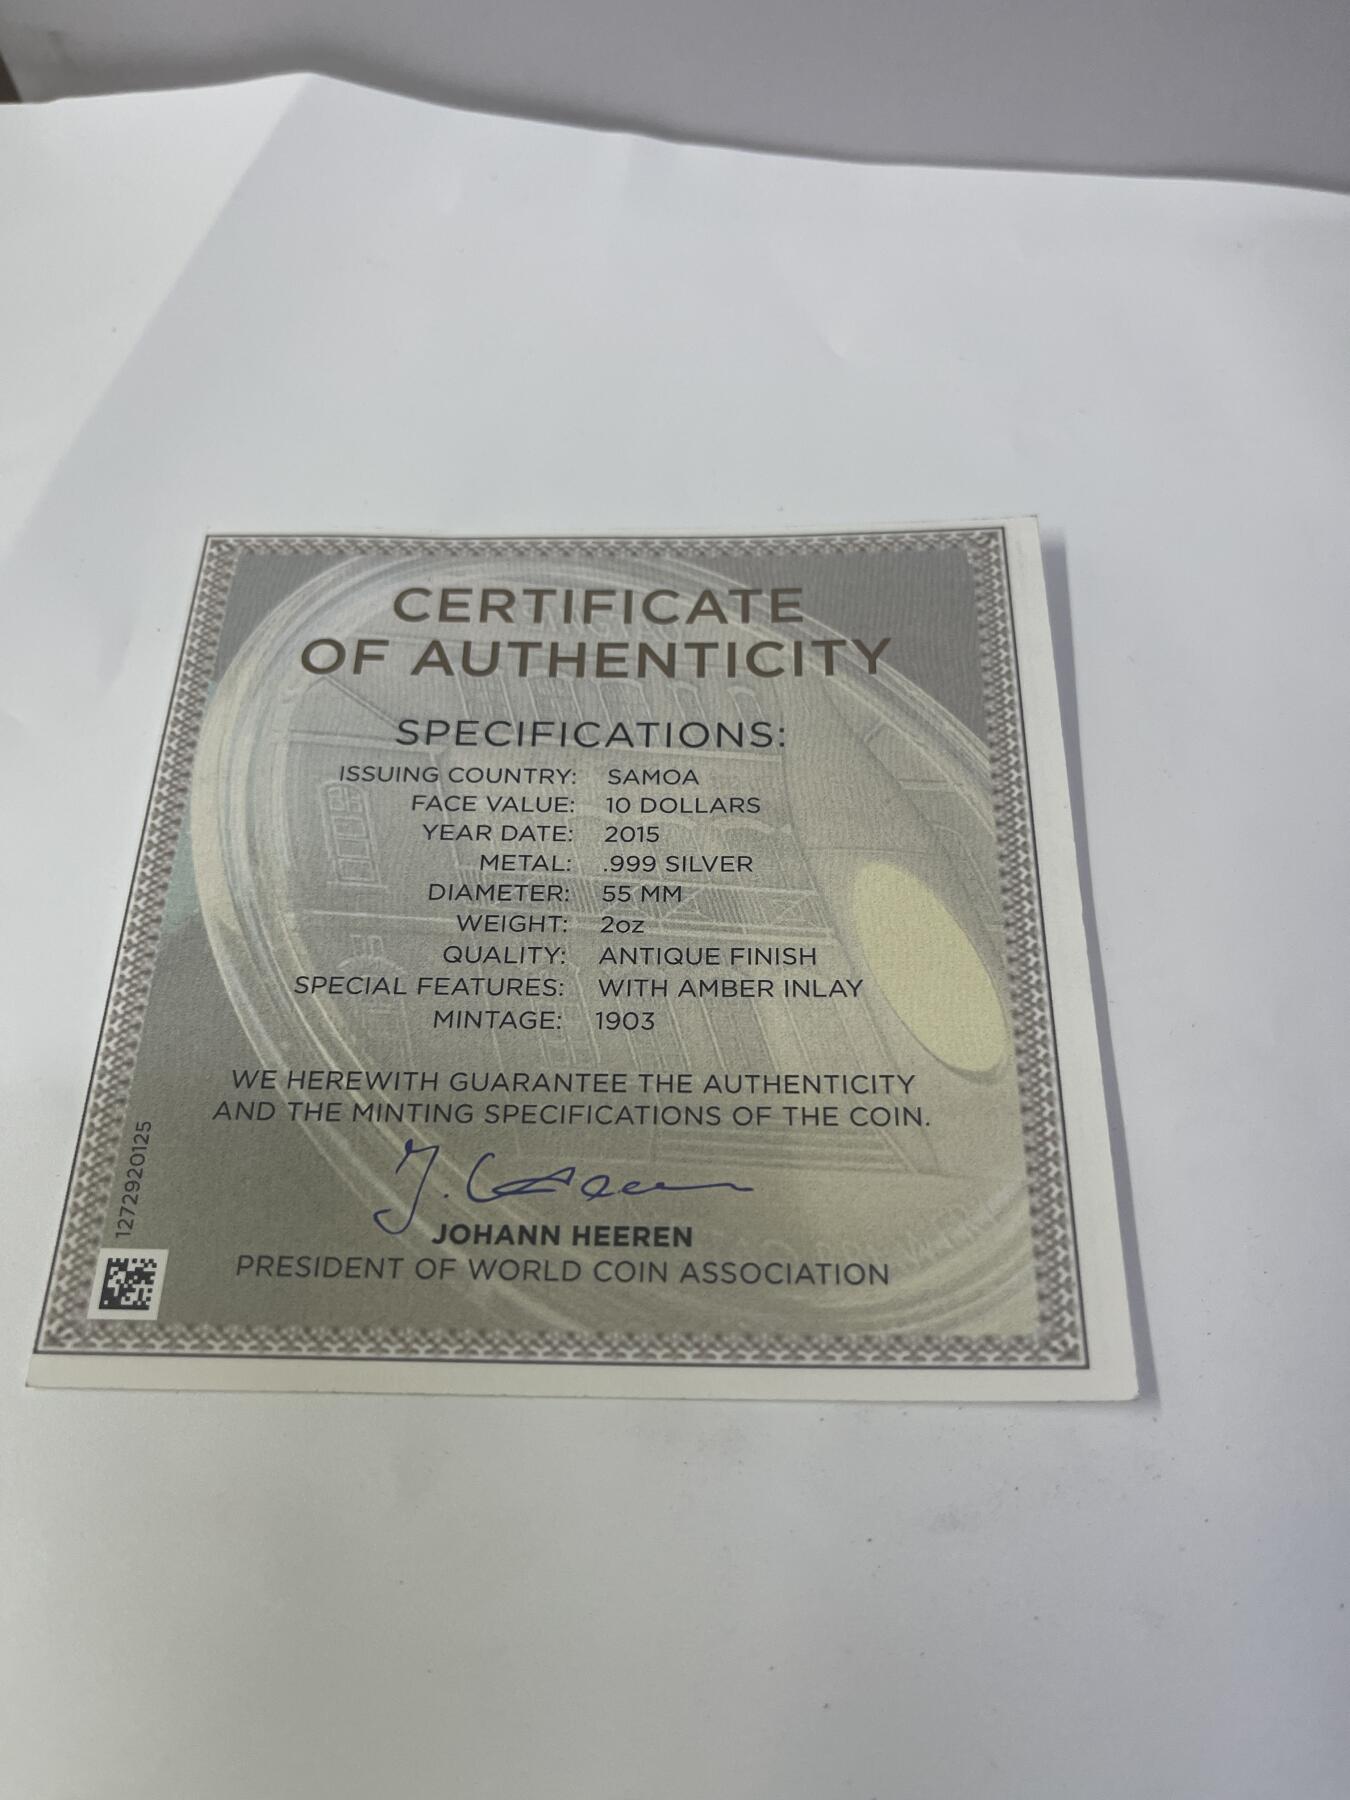 CERTIFICATE
OF AUTHENTICITY
SPECIFICATIONS:
ISSUING COUNTRY: SAMOA
FACE VALUE: 10 DOLLARS
YEAR DATE: 2015
METAL: .999 SILVER
DIAMETER: 55 MM
WEIGHT: 2oz
QUALITY: ANTIQUE FINISH
SPECIAL FEATURES: WITH AMBER INLAY
MINTAGE: 1903
WE HEREWITH GUARANTEE THE AUTHENTICITY
AND THE MINTING SPECIFICATIONS OF THE COIN.
JOHANN HEEREN
PRESIDENT OF WORLD COIN ASSOCIATION
1272920125